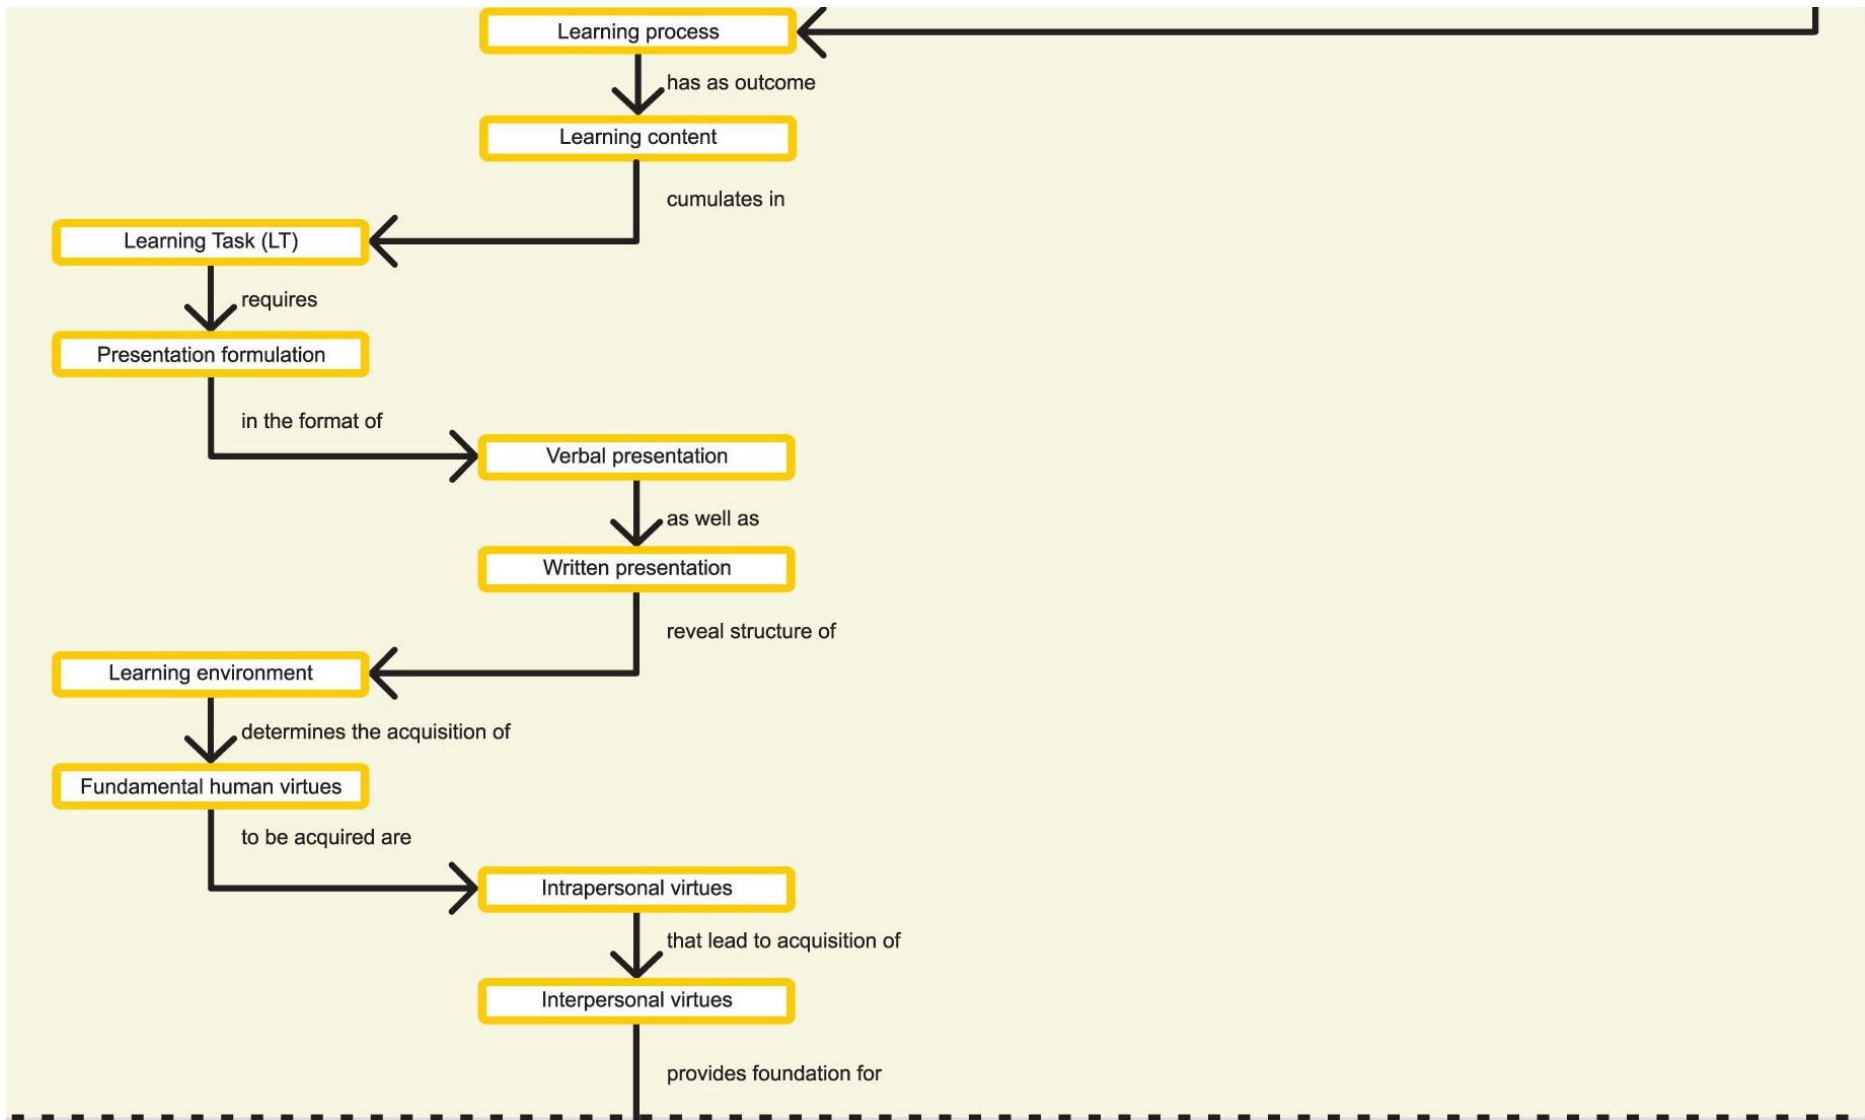 Learning process
has as outcome
Learning content
cumulates in
Learning Task (LT)
requires
Presentation formulation
in the format of
Verbal presentation
as well as
Written presentation
reveal structure of
Learning environment
determines the acquisition of
Fundamental human virtues
to be acquired are
Intrapersonal virtues
that lead to acquisition of
Interpersonal virtues
provides foundation for